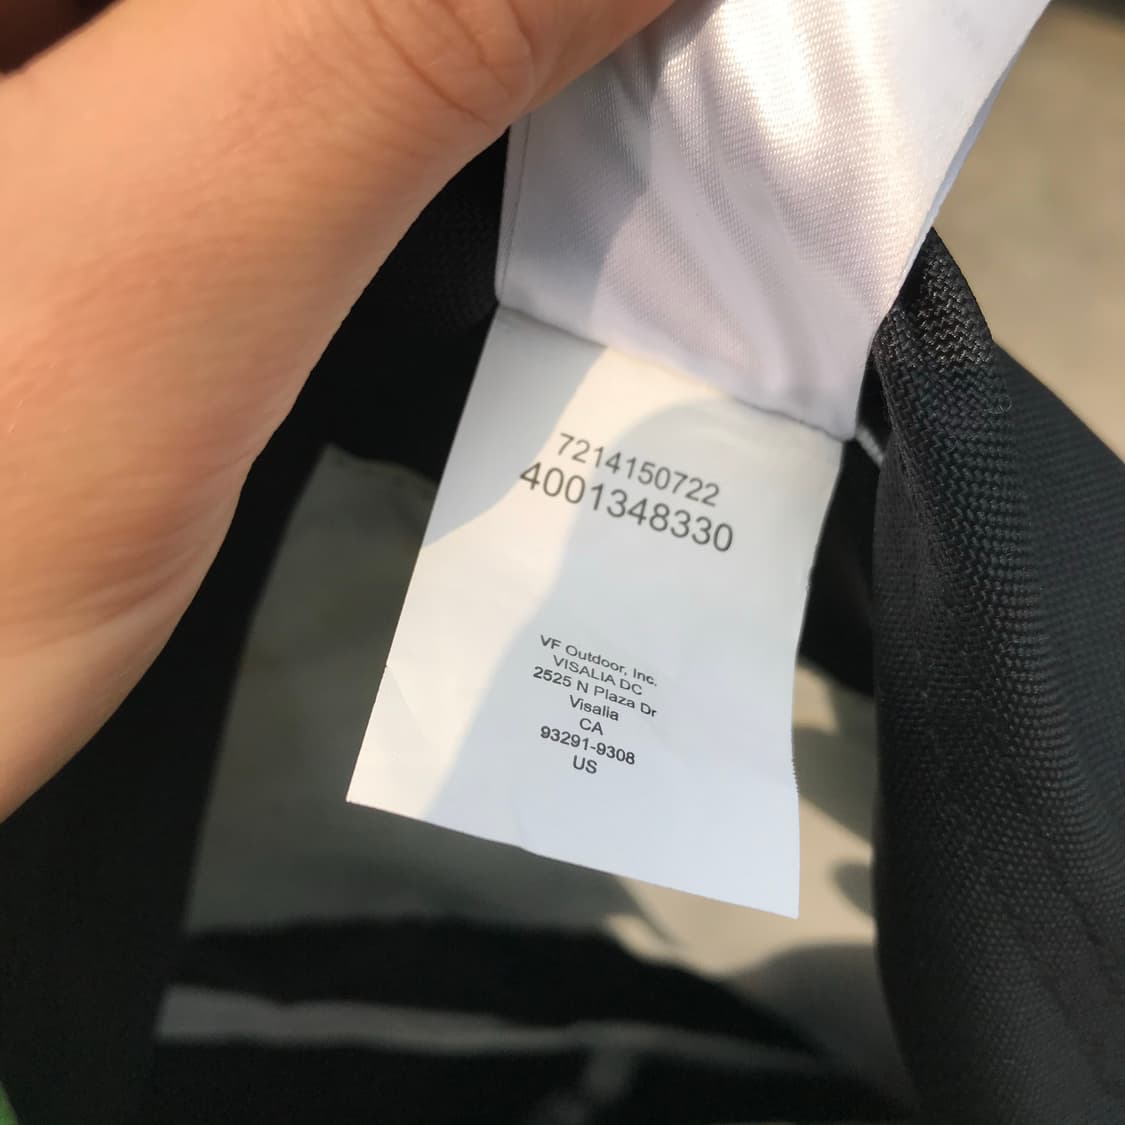 7214150722
4001348330
VF Outdoor, Inc.
VISALIA DC
2525 N Plaza Dr
Visalia
CA
93291-9308
US